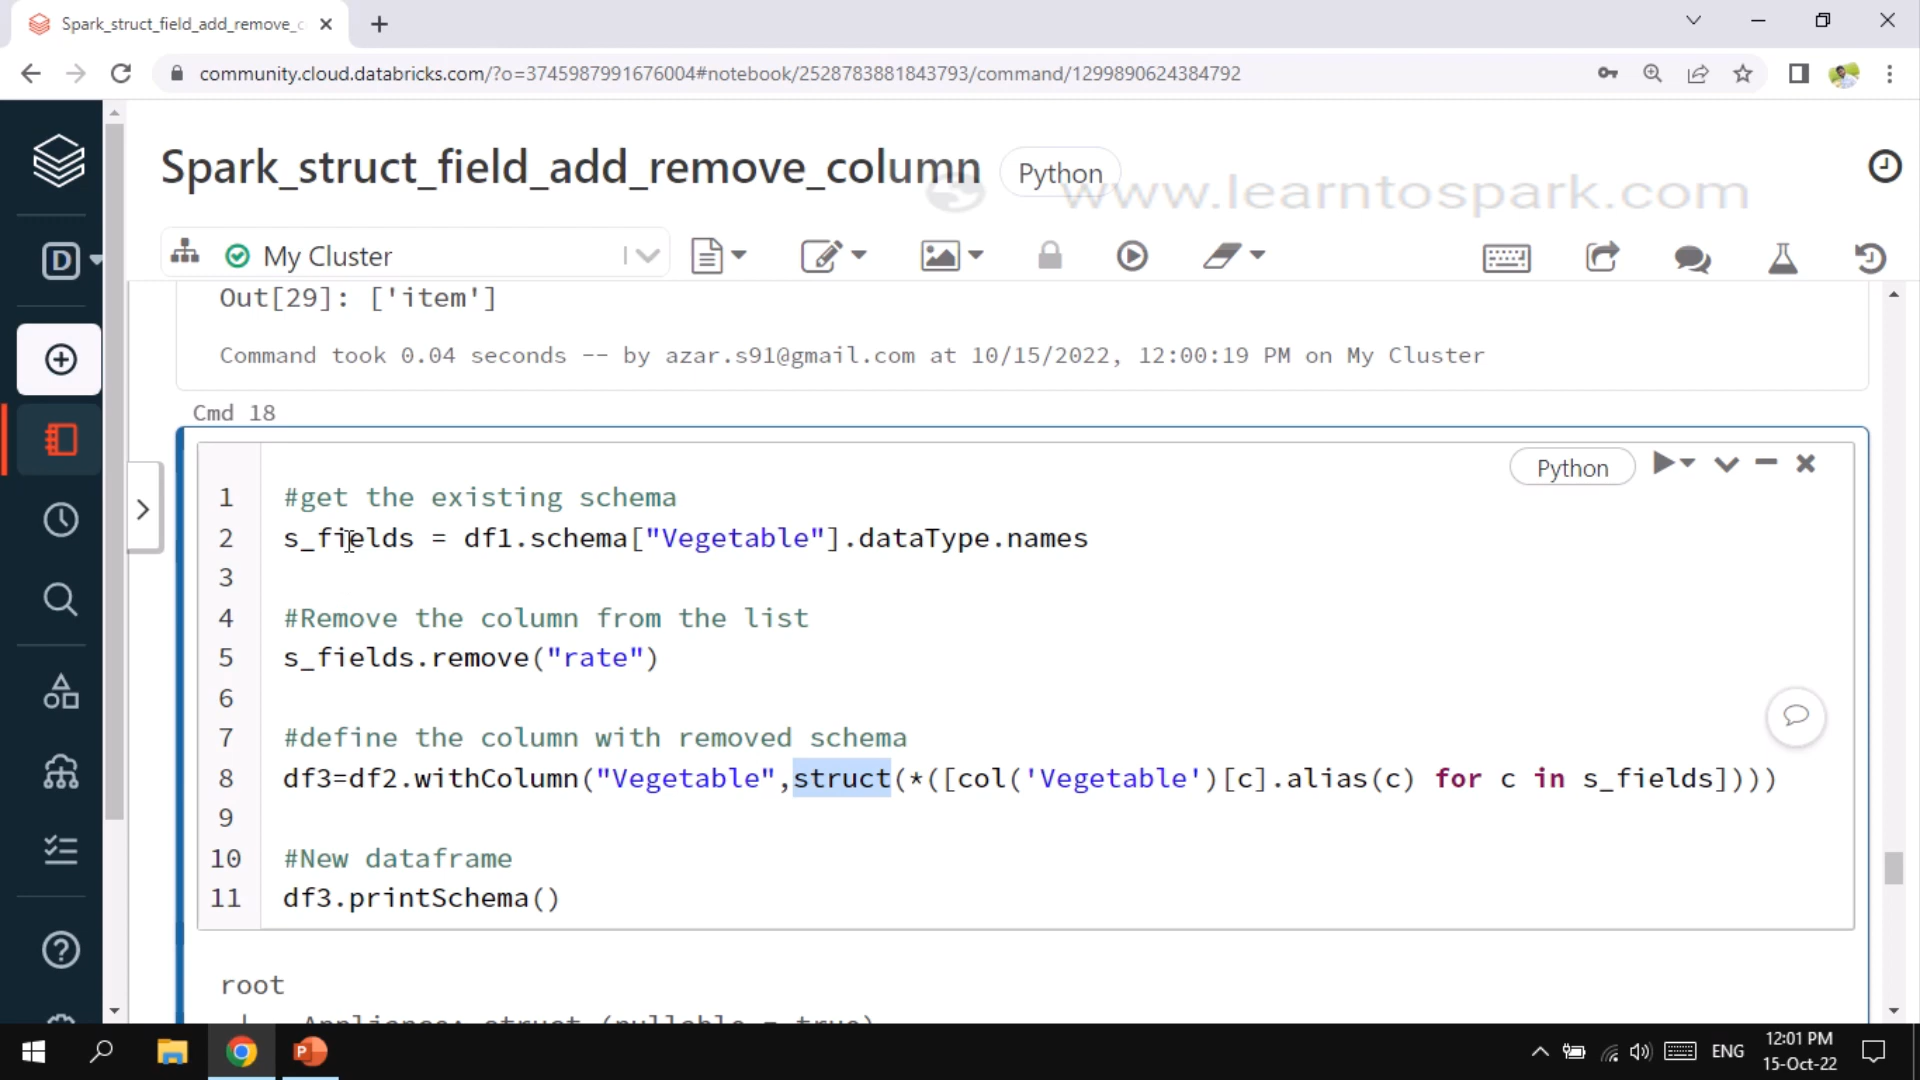 Spark_struct_field_add_remove_c
community.cloud.databricks.com/?o=3745987991676004#notebook/2528783881843793/command/1299890624384792
Spark_struct_field_add_remove_column
Python
www.learntospark.com
D
My Cluster
Out[29]: ['item']
Command took 0.04 seconds -- by azar.s91@gmail.com at 10/15/2022, 12:00:19 PM on My Cluster
Cmd 18
Python
1 #get the existing schema
2 s_fields = df1.schema["Vegetable"].dataType.names
3
4 #Remove the column from the list
5 s_fields.remove("rate")
6
7 #define the column with removed schema
8 df3=df2.withColumn("Vegetable",struct(*([col('Vegetable')[c].alias(c) for c in s_fields])))
9
10 #New dataframe
11 df3.printSchema()
root
|-- Appliance: struct (nullable = true)
ENG
12:01 PM
15-Oct-22